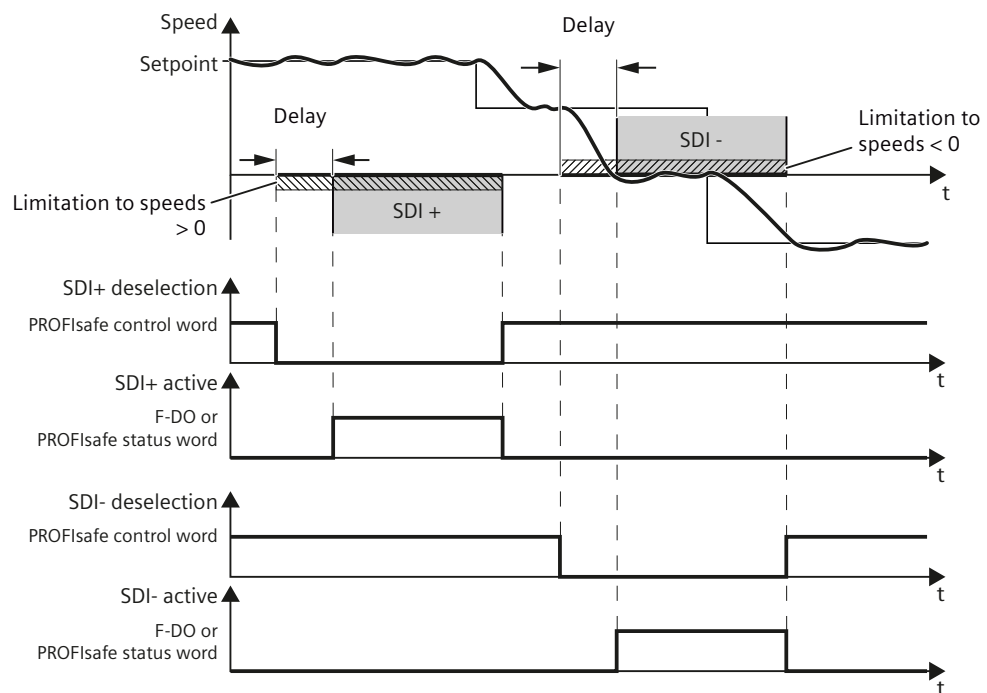 Speed
Setpoint
Delay
Delay
SDI -
Limitation to
speeds < 0
t
Limitation to speeds
> 0
SDI +
SDI+ deselection
PROFIsafe control word
t
SDI+ active
F-DO or
PROFIsafe status word
t
SDI- deselection
PROFIsafe control word
t
SDI- active
F-DO or
PROFIsafe status word
t